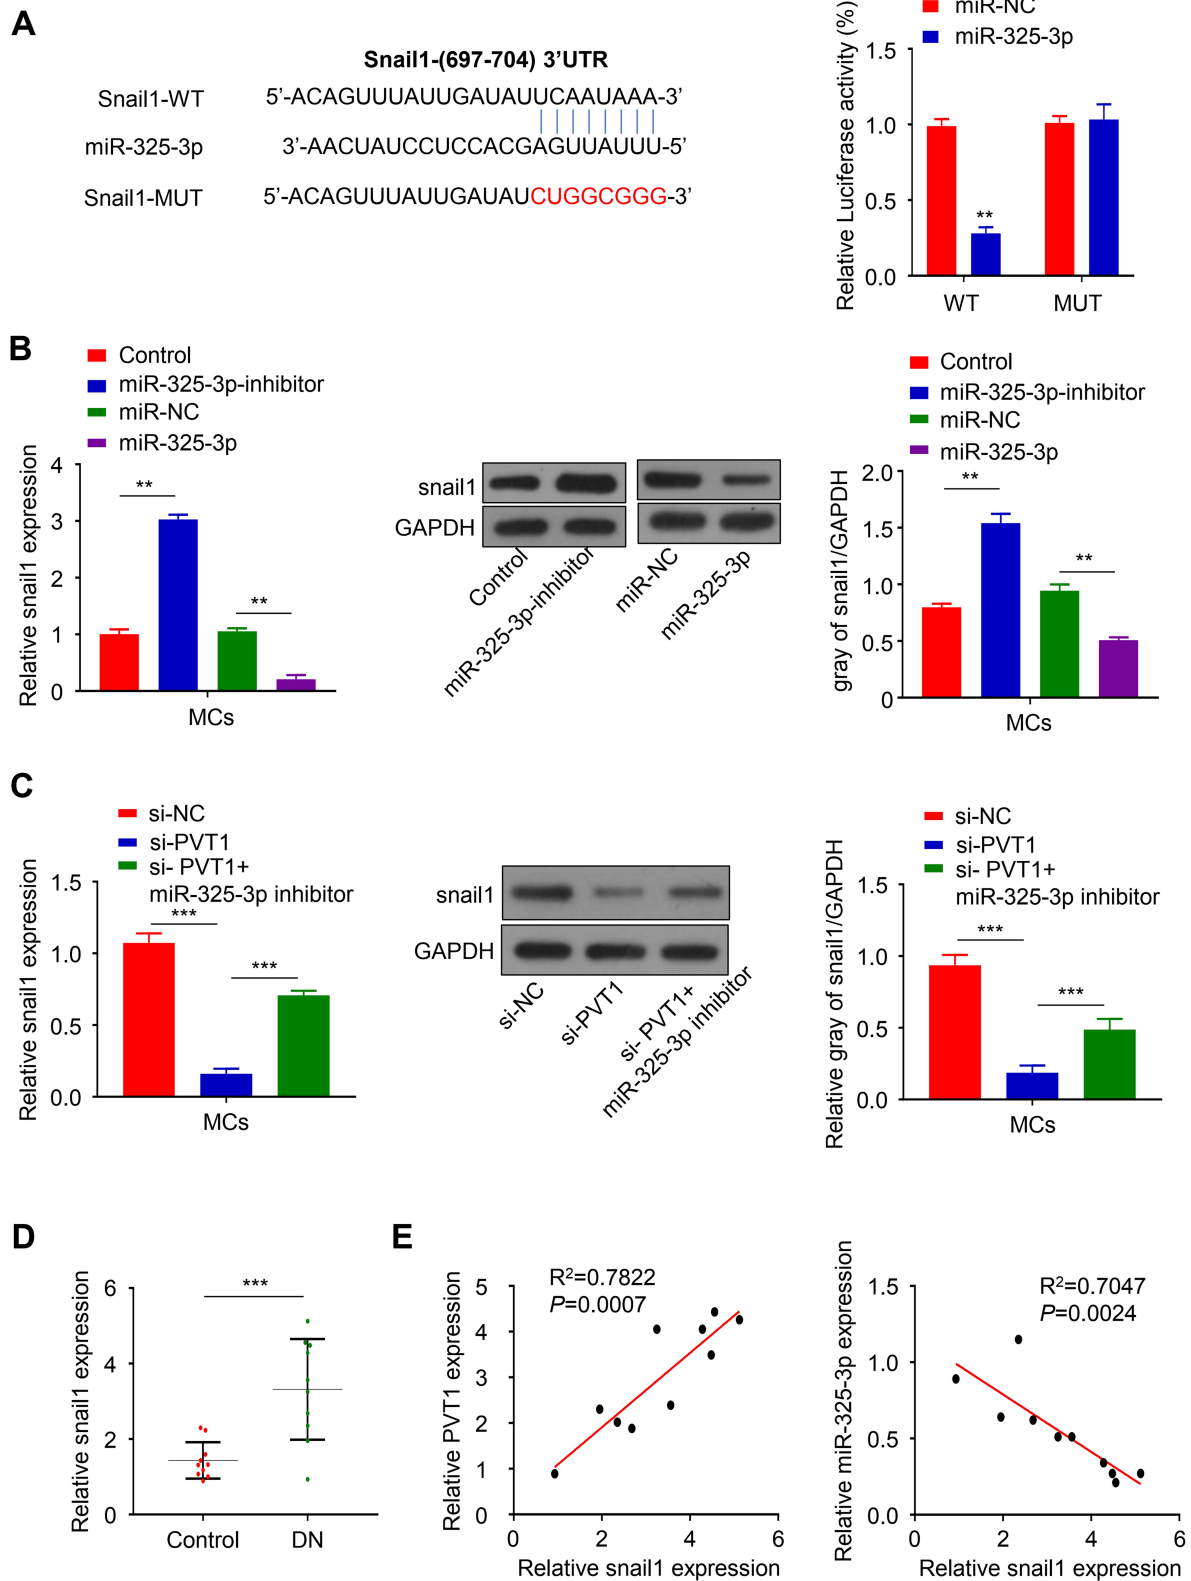 A
Snail1-(697-704) 3’UTR
Snail1-WT 5’-ACAGUUUAUUGAUAUUCAAUAAA-3’
miR-325-3p 3’-AACUAUCCUCCACGAGUUAUUU-5’
Snail1-MUT 5’-ACAGUUUAUUGAUAUCUGGCGGG-3’
miR-NC
miR-325-3p
Relative Luciferase activity (%)
1.5
1.0
0.5
0.0
**
WT MUT
B
Control
miR-325-3p-inhibitor
miR-NC
miR-325-3p
Relative snail1 expression
4
3
2
1
0
**
**
MCs
snail1
GAPDH
Control
miR-325-3p-inhibitor
miR-NC
miR-325-3p
Control
miR-325-3p-inhibitor
miR-NC
miR-325-3p
gray of snail1/GAPDH
2.0
1.5
1.0
0.5
0
**
**
MCs
C
si-NC
si-PVT1
si- PVT1+
miR-325-3p inhibitor
Relative snail1 expression
1.5
1.0
0.5
0.0
***
***
MCs
snail1
GAPDH
si-NC
si-PVT1
si- PVT1+
miR-325-3p inhibitor
si-NC
si-PVT1
si- PVT1+
miR-325-3p inhibitor
Relative gray of snail1/GAPDH
1.5
1.0
0.5
0.0
***
***
MCs
D
Relative snail1 expression
6
4
2
0
***
Control DN
E
Relative PVT1 expression
5
4
3
2
1
0
R²=0.7822
P=0.0007
0 2 4 6
Relative snail1 expression
Relative miR-325-3p expression
1.5
1.0
0.5
0.0
R²=0.7047
P=0.0024
0 2 4 6
Relative snail1 expression